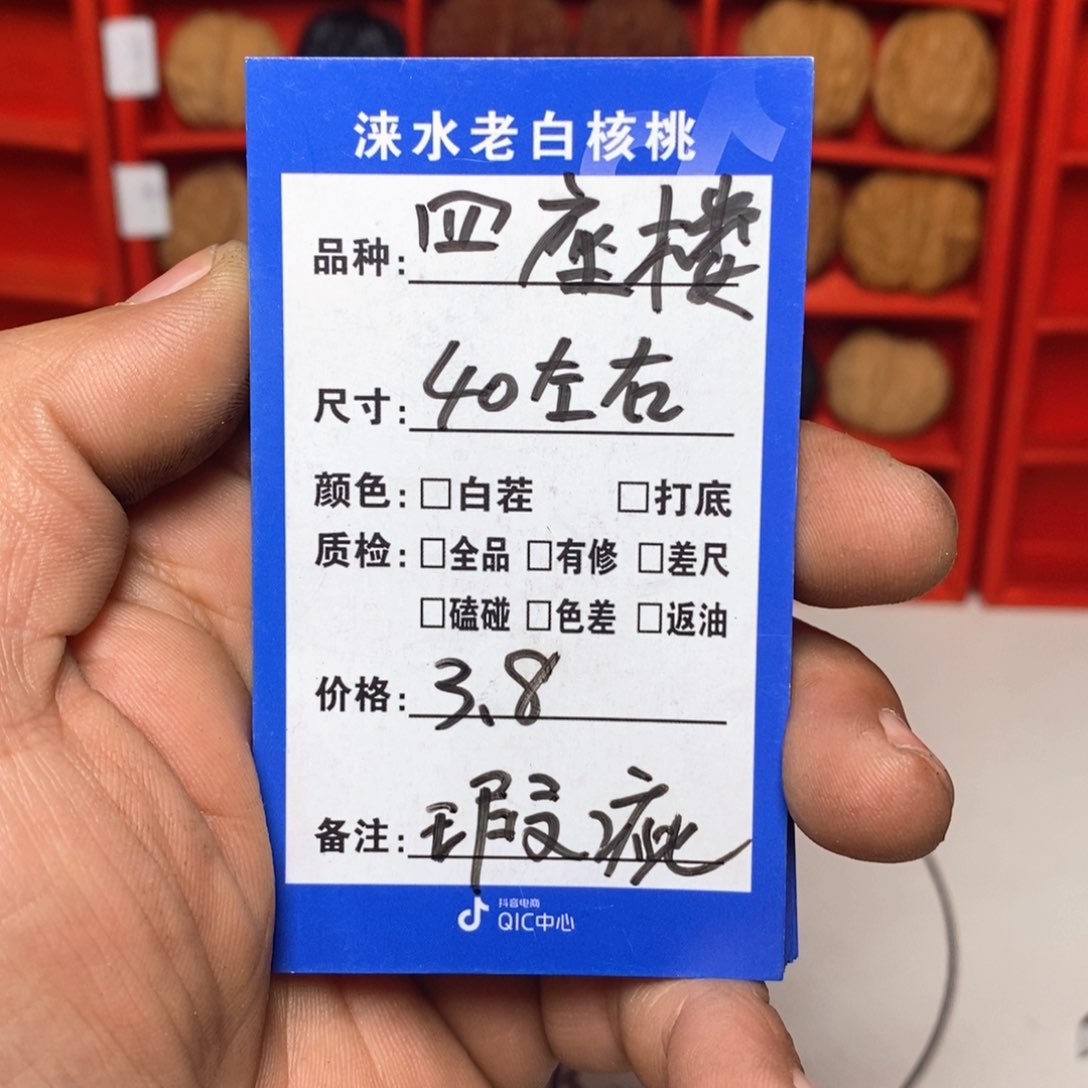 涞水老白核桃
品种: 四座楼
尺寸: 40左右
颜色: □白茬 □打底
质检: □全品 □有修 □差尺
□磕碰 □色差 □返油
价格: 3.8
备注: 瑕疵
抖音电商
QIC中心